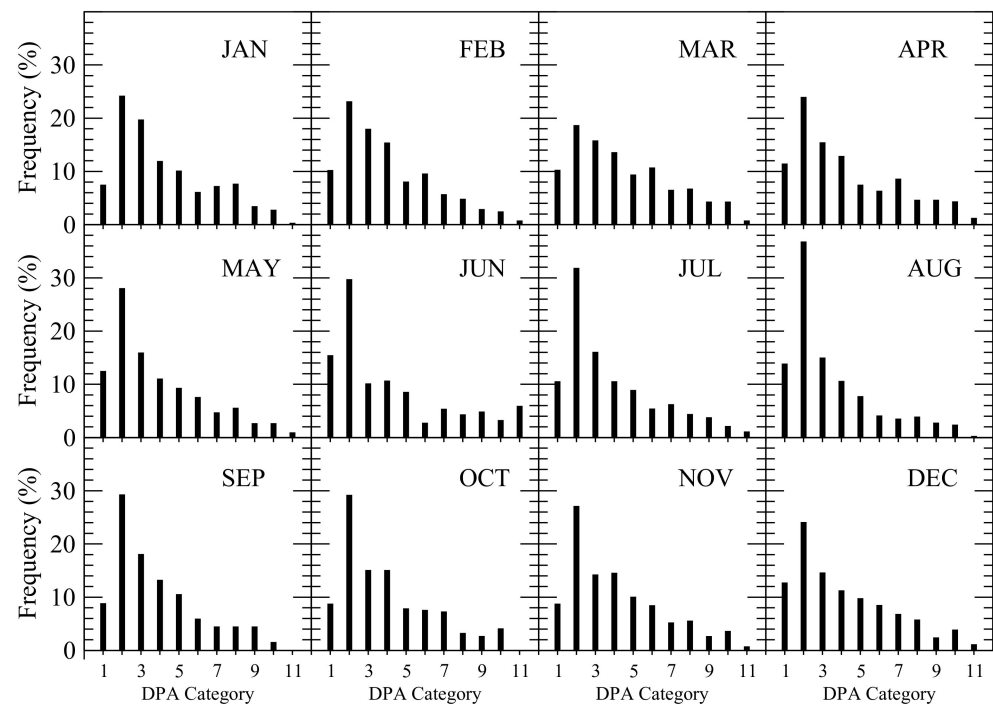 JAN FEB MAR APR
Frequency (%)
30
20
10
0
MAY JUN JUL AUG
Frequency (%)
30
20
10
0
SEP OCT NOV DEC
Frequency (%)
30
20
10
0
1 3 5 7 9 11 1 3 5 7 9 11 1 3 5 7 9 11 1 3 5 7 9 11
DPA Category DPA Category DPA Category DPA Category